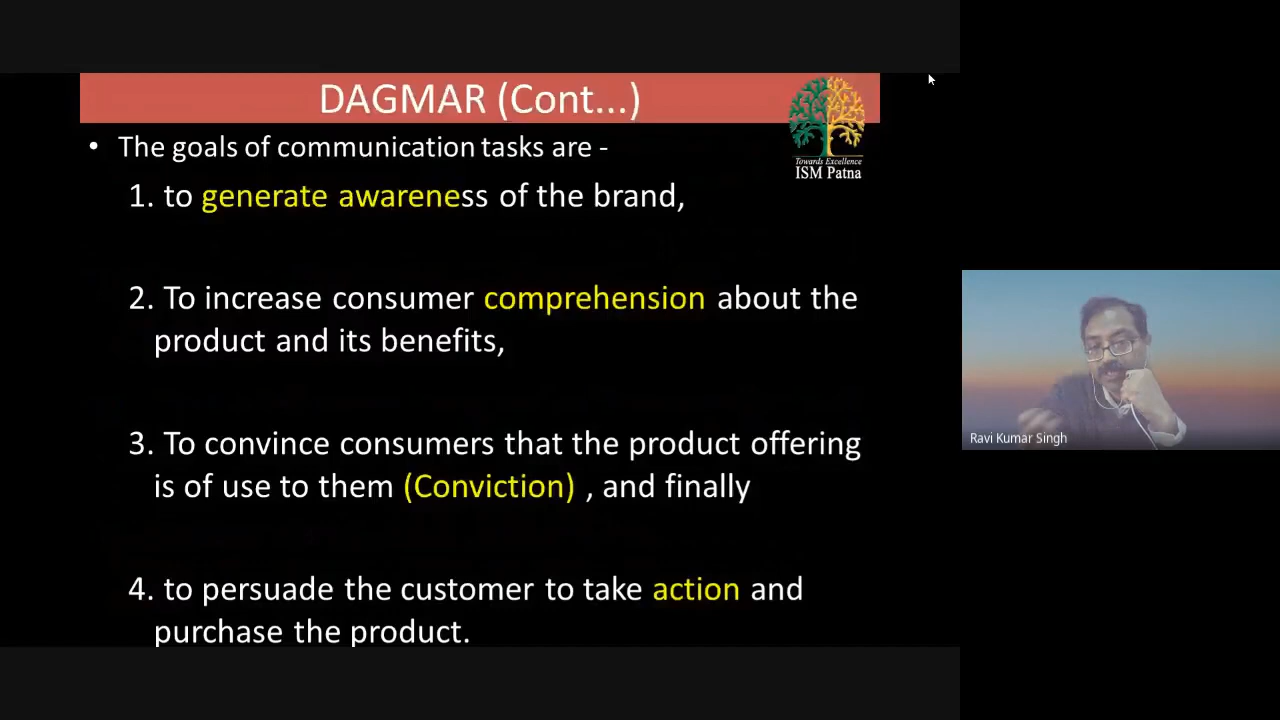 DAGMAR (Cont...)
Towards Excellence
ISM Patna
• The goals of communication tasks are -
1. to generate awareness of the brand,
2. To increase consumer comprehension about the
product and its benefits,
3. To convince consumers that the product offering
is of use to them (Conviction) , and finally
4. to persuade the customer to take action and
purchase the product.
Ravi Kumar Singh